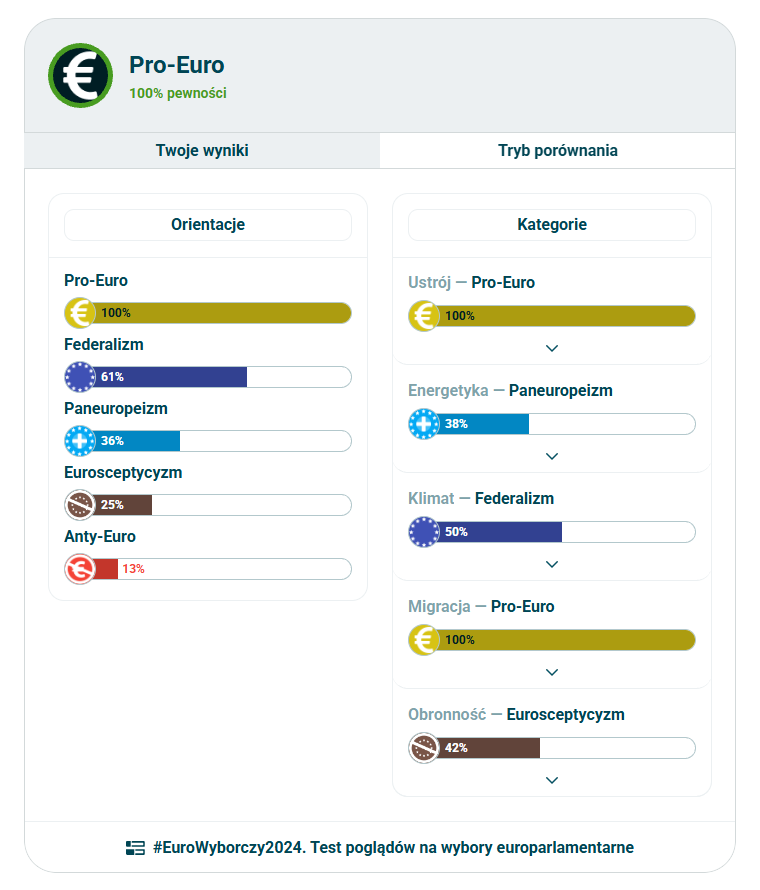 Pro-Euro
100% pewności
Twoje wyniki
Tryb porównania
Orientacje
Pro-Euro
100%
Federalizm
61%
Paneuropeizm
36%
Eurosceptycyzm
25%
Anty-Euro
13%
Kategorie
Ustrój — Pro-Euro
100%
Energetyka — Paneuropeizm
38%
Klimat — Federalizm
50%
Migracja — Pro-Euro
100%
Obronność — Eurosceptycyzm
42%
#EuroWyborczy2024. Test poglądów na wybory europarlamentarne